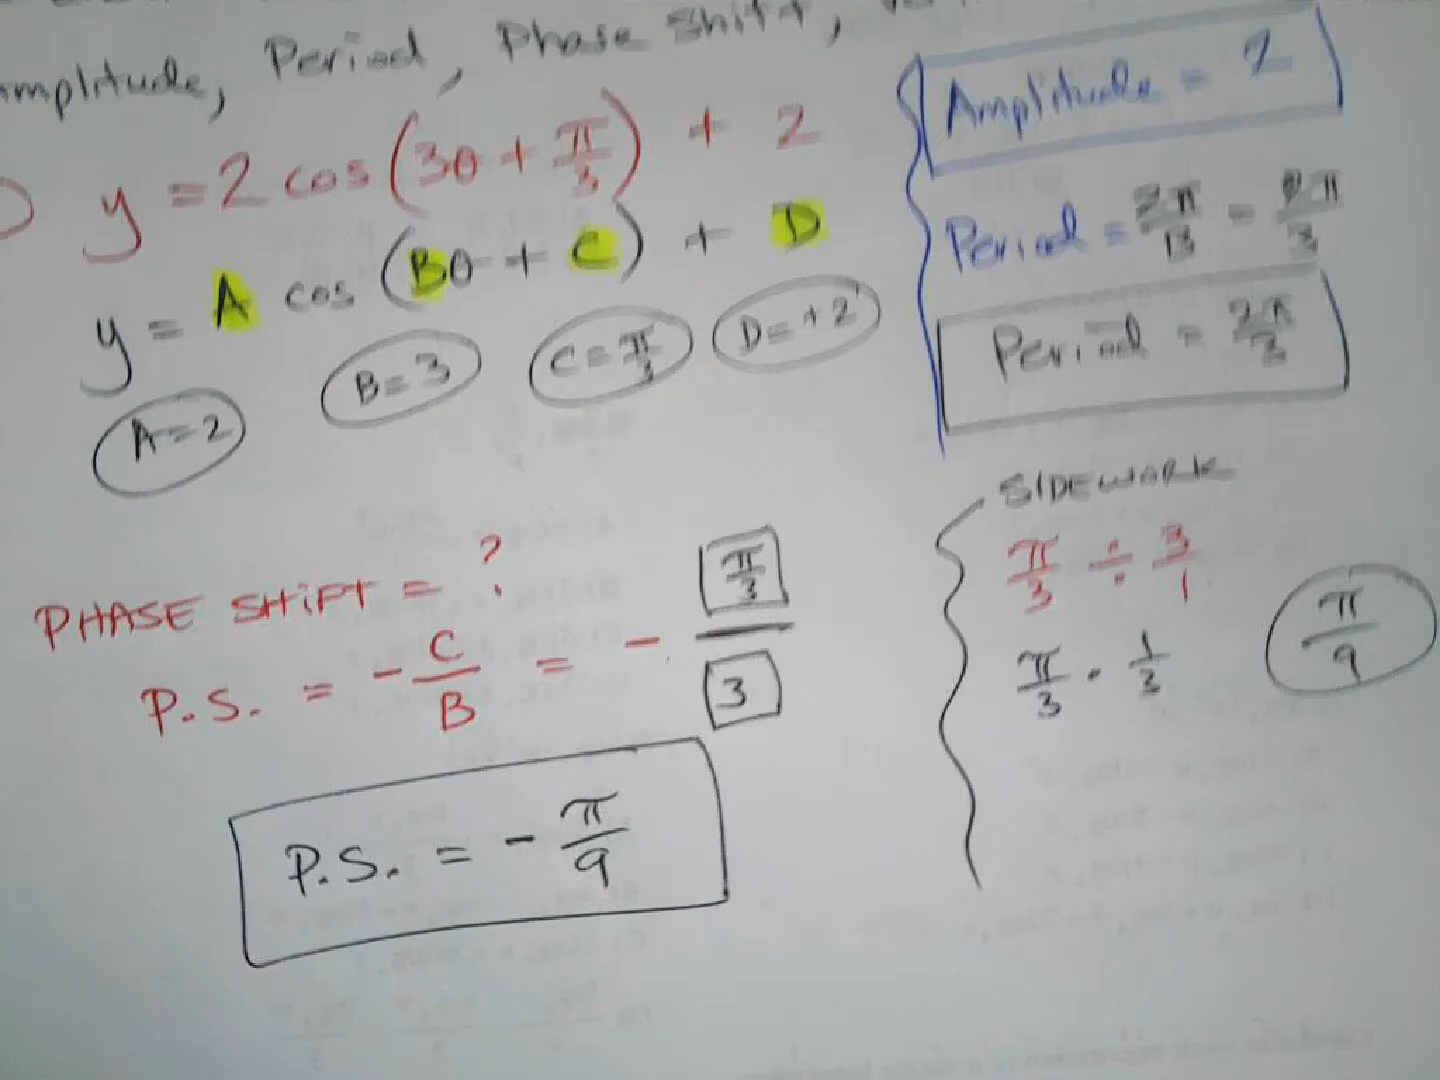 Amplitude, Period, Phase Shift,
y = 2 cos (3θ + π/3) + 2
y = A cos (Bθ + C) + D
A = 2
B = 3
C = π/3
D = +2
Amplitude = 2
Period = 2π/B = 2π/3
Period = 2π/3
PHASE SHIFT = ?
P.S. = - C/B = - π/3 / 3
P.S. = - π/9
SIDEWORK
π/3 ÷ 3/1
π/3 · 1/3
π/9